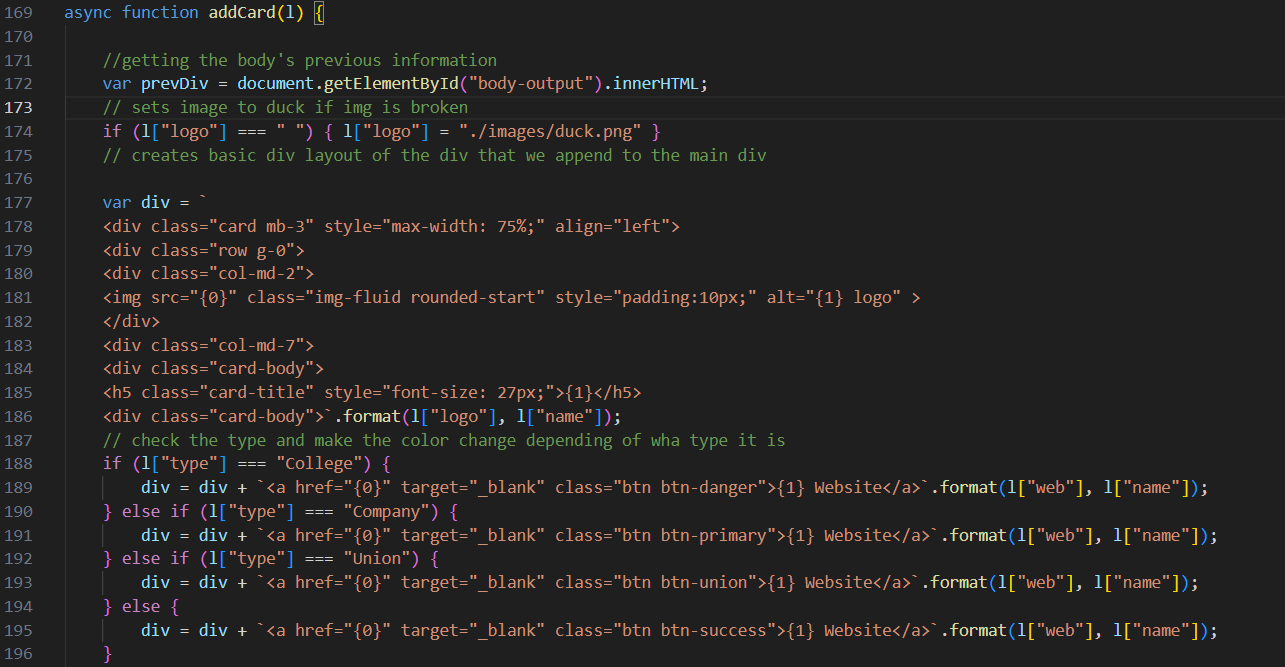 169 async function addCard(l) {
170
171 //getting the body's previous information
172 var prevDiv = document.getElementById("body-output").innerHTML;
173 // sets image to duck if img is broken
174 if (l["logo"] === " ") { l["logo"] = "./images/duck.png" }
175 // creates basic div layout of the div that we append to the main div
176
177 var div = `
178 <div class="card mb-3" style="max-width: 75%;" align="left">
179 <div class="row g-0">
180 <div class="col-md-2">
181 <img src="{0}" class="img-fluid rounded-start" style="padding:10px;" alt="{1} logo" >
182 </div>
183 <div class="col-md-7">
184 <div class="card-body">
185 <h5 class="card-title" style="font-size: 27px;">{1}</h5>
186 <div class="card-body">`.format(l["logo"], l["name"]);
187 // check the type and make the color change depending of wha type it is
188 if (l["type"] === "College") {
189 div = div + `<a href="{0}" target="_blank" class="btn btn-danger">{1} Website</a>`.format(l["web"], l["name"]);
190 } else if (l["type"] === "Company") {
191 div = div + `<a href="{0}" target="_blank" class="btn btn-primary">{1} Website</a>`.format(l["web"], l["name"]);
192 } else if (l["type"] === "Union") {
193 div = div + `<a href="{0}" target="_blank" class="btn btn-union">{1} Website</a>`.format(l["web"], l["name"]);
194 } else {
195 div = div + `<a href="{0}" target="_blank" class="btn btn-success">{1} Website</a>`.format(l["web"], l["name"]);
196 }